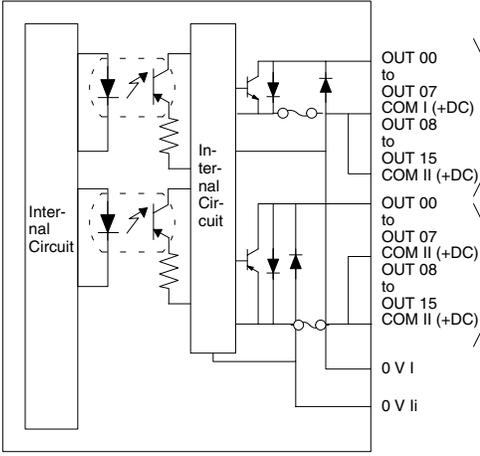 Inter-
nal
Circuit
In-
ter-
nal
Cir-
cuit
OUT 00
to
OUT 07
COM I (+DC)
OUT 08
to
OUT 15
COM II (+DC)
OUT 00
to
OUT 07
COM II (+DC)
OUT 08
to
OUT 15
COM II (+DC)
0 V I
0 V Ii